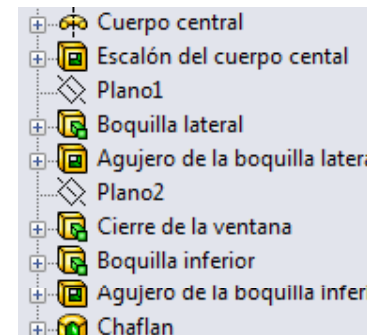 Cuerpo central
Escalón del cuerpo cental
Plano1
Boquilla lateral
Agujero de la boquilla latera
Plano2
Cierre de la ventana
Boquilla inferior
Agujero de la boquilla inferi
Chaflan